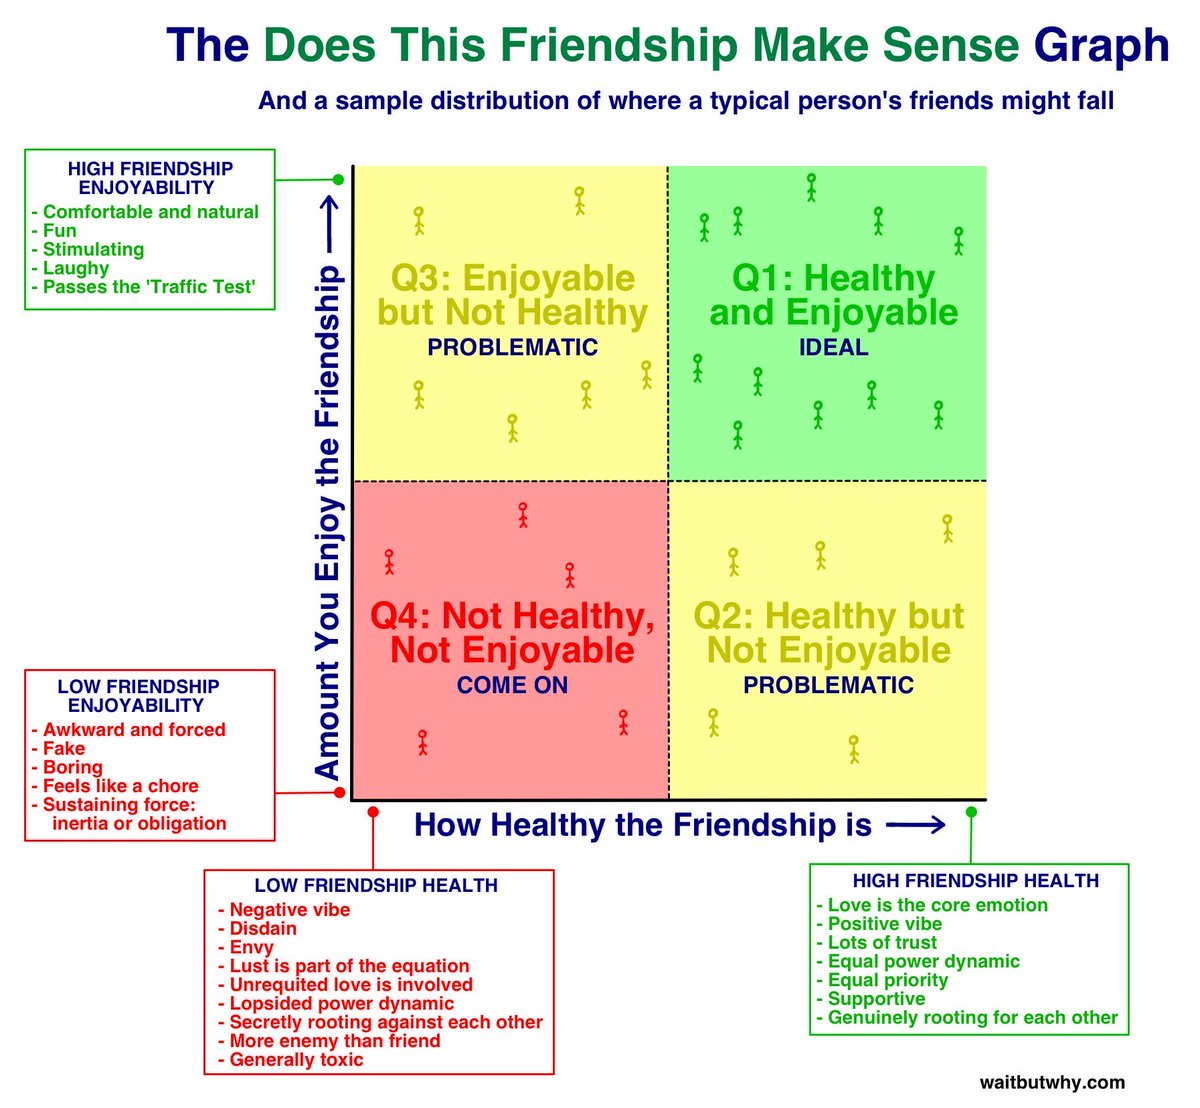 The Does This Friendship Make Sense Graph
And a sample distribution of where a typical person's friends might fall
HIGH FRIENDSHIP
ENJOYABILITY
- Comfortable and natural
- Fun
- Stimulating
- Laughy
- Passes the 'Traffic Test'
Amount You Enjoy the Friendship
Q3: Enjoyable
but Not Healthy
PROBLEMATIC
Q1: Healthy
and Enjoyable
IDEAL
Q4: Not Healthy,
Not Enjoyable
COME ON
Q2: Healthy but
Not Enjoyable
PROBLEMATIC
LOW FRIENDSHIP
ENJOYABILITY
- Awkward and forced
- Fake
- Boring
- Feels like a chore
- Sustaining force:
inertia or obligation
How Healthy the Friendship is
LOW FRIENDSHIP HEALTH
- Negative vibe
- Disdain
- Envy
- Lust is part of the equation
- Unrequited love is involved
- Lopsided power dynamic
- Secretly rooting against each other
- More enemy than friend
- Generally toxic
HIGH FRIENDSHIP HEALTH
- Love is the core emotion
- Positive vibe
- Lots of trust
- Equal power dynamic
- Equal priority
- Supportive
- Genuinely rooting for each other
waitbutwhy.com